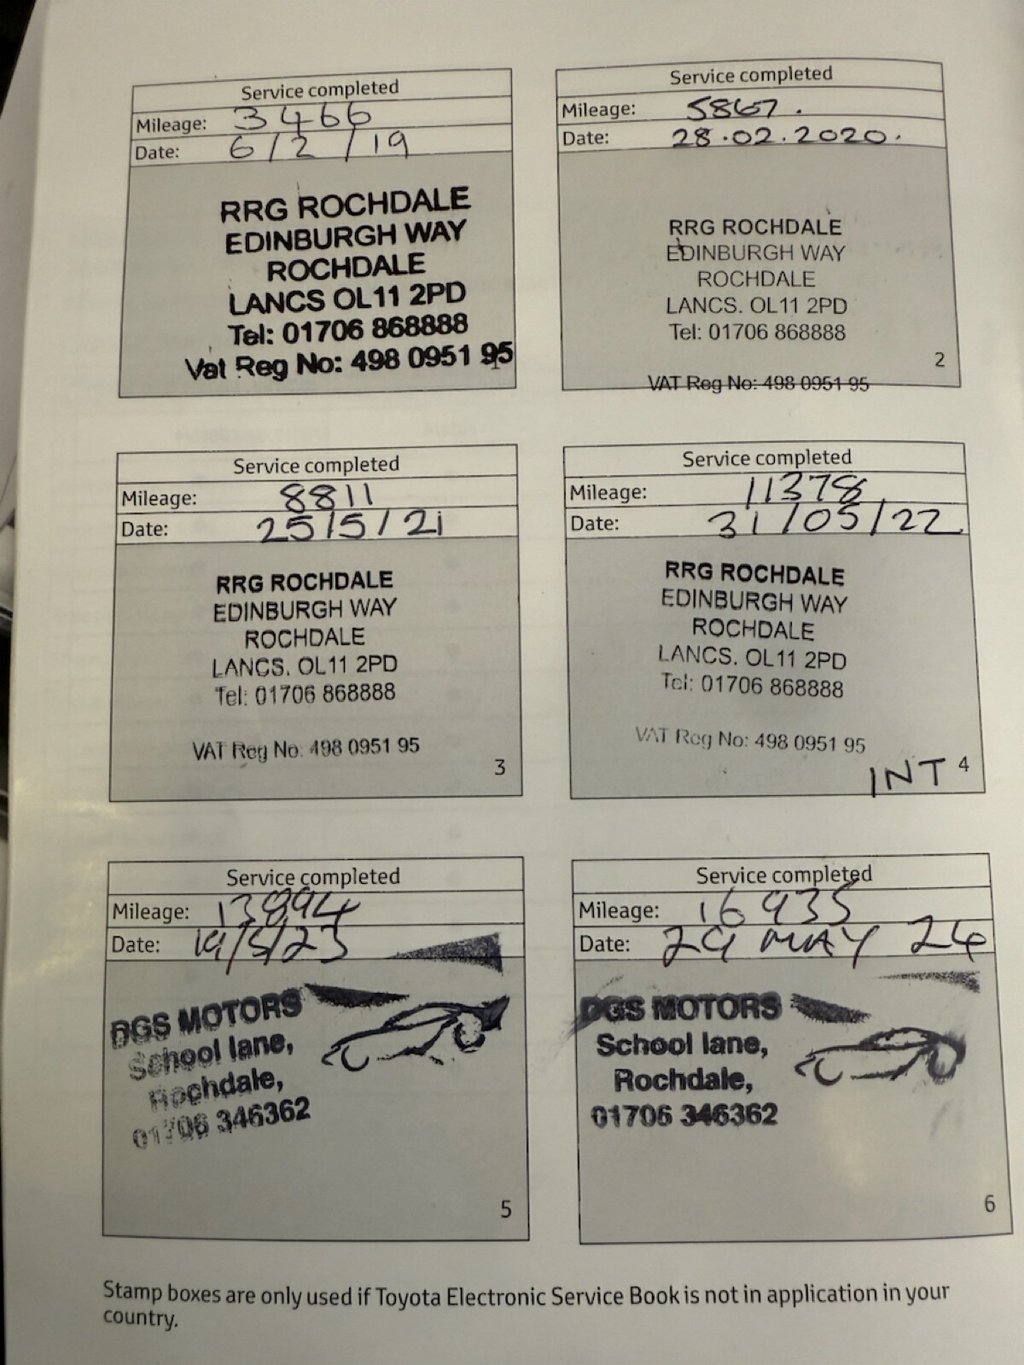 Service completed
Mileage: 3466
Date: 6/2/19
RRG ROCHDALE
EDINBURGH WAY
ROCHDALE
LANCS OL11 2PD
Tel: 01706 868888
Vat Reg No: 498 0951 95
1
Service completed
Mileage: 5867.
Date: 28.02.2020.
RRG ROCHDALE
EDINBURGH WAY
ROCHDALE
LANCS. OL11 2PD
Tel: 01706 868888
2
VAT Reg No: 498 0951 95
Service completed
Mileage: 8811
Date: 25/5/21
RRG ROCHDALE
EDINBURGH WAY
ROCHDALE
LANCS. OL11 2PD
Tel: 01706 868888
VAT Reg No: 498 0951 95
3
Service completed
Mileage: 11378
Date: 31/05/22
RRG ROCHDALE
EDINBURGH WAY
ROCHDALE
LANCS. OL11 2PD
Tel: 01706 868888
VAT Reg No: 498 0951 95
INT 4
Service completed
Mileage: 13894
Date: 19/5/23
DGS MOTORS
School lane,
Rochdale,
01706 346362
5
Service completed
Mileage: 16935
Date: 29 MAY 24
DGS MOTORS
School lane,
Rochdale,
01706 346362
6
Stamp boxes are only used if Toyota Electronic Service Book is not in application in your
country.